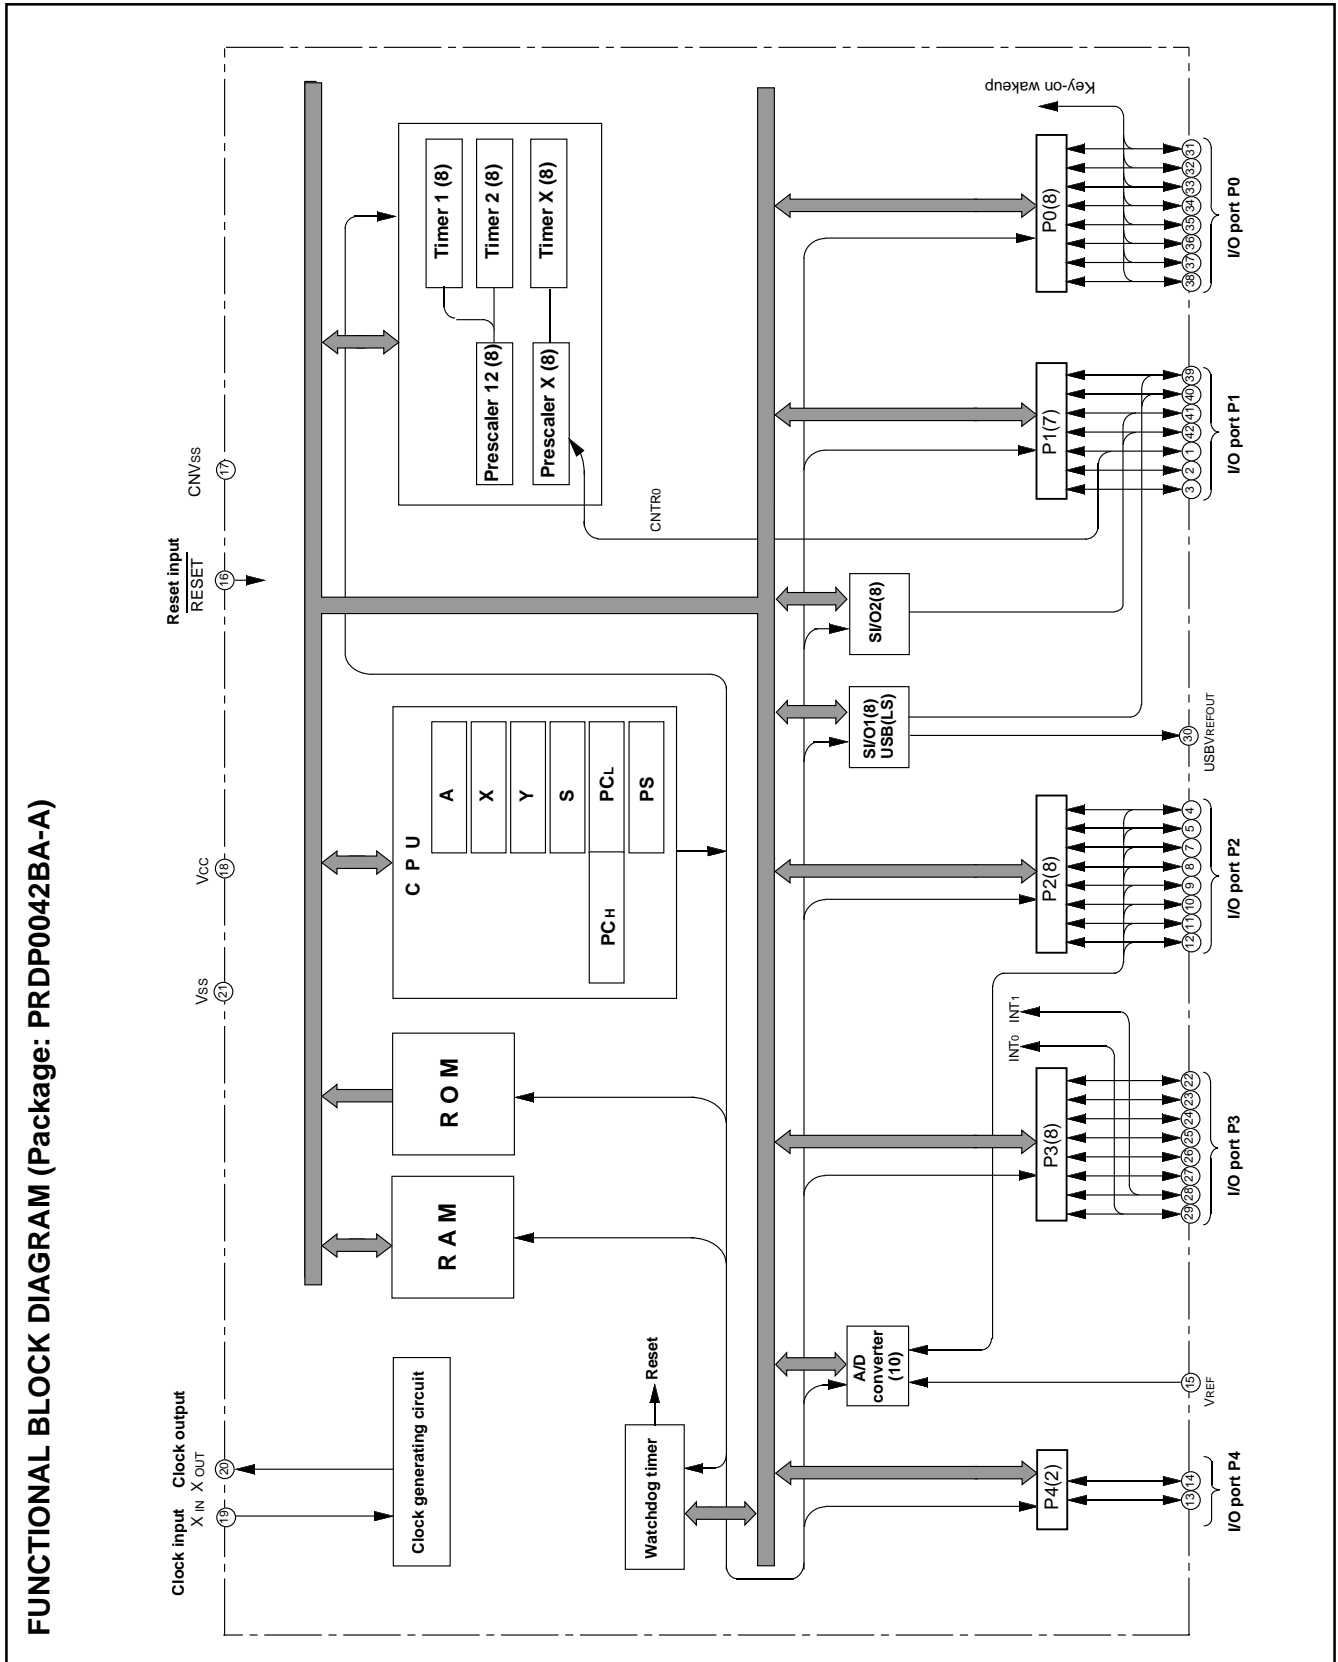 FUNCTIONAL BLOCK DIAGRAM (Package: PRDP0042BA-A)
Clock input
Clock output
XIN
XOUT
19
20
Vss
21
Vcc
18
Reset input
RESET
16
CNVss
17
Clock generating circuit
RAM
ROM
CPU
A
X
Y
S
PCH
PCL
PS
Timer 1 (8)
Timer 2 (8)
Timer X (8)
Prescaler 12 (8)
Prescaler X (8)
CNTR0
Watchdog timer
Reset
A/D
converter
(10)
SI/O1(8)
USB(LS)
SI/O2(8)
INT0
INT1
Key-on wakeup
P4(2)
P3(8)
P2(8)
P1(7)
P0(8)
13
14
15
29
28
27
26
25
24
23
22
12
11
10
9
8
7
5
4
30
3
2
1
42
41
40
39
38
37
36
35
34
33
32
31
VREF
USBVREFOUT
I/O port P4
I/O port P3
I/O port P2
I/O port P1
I/O port P0